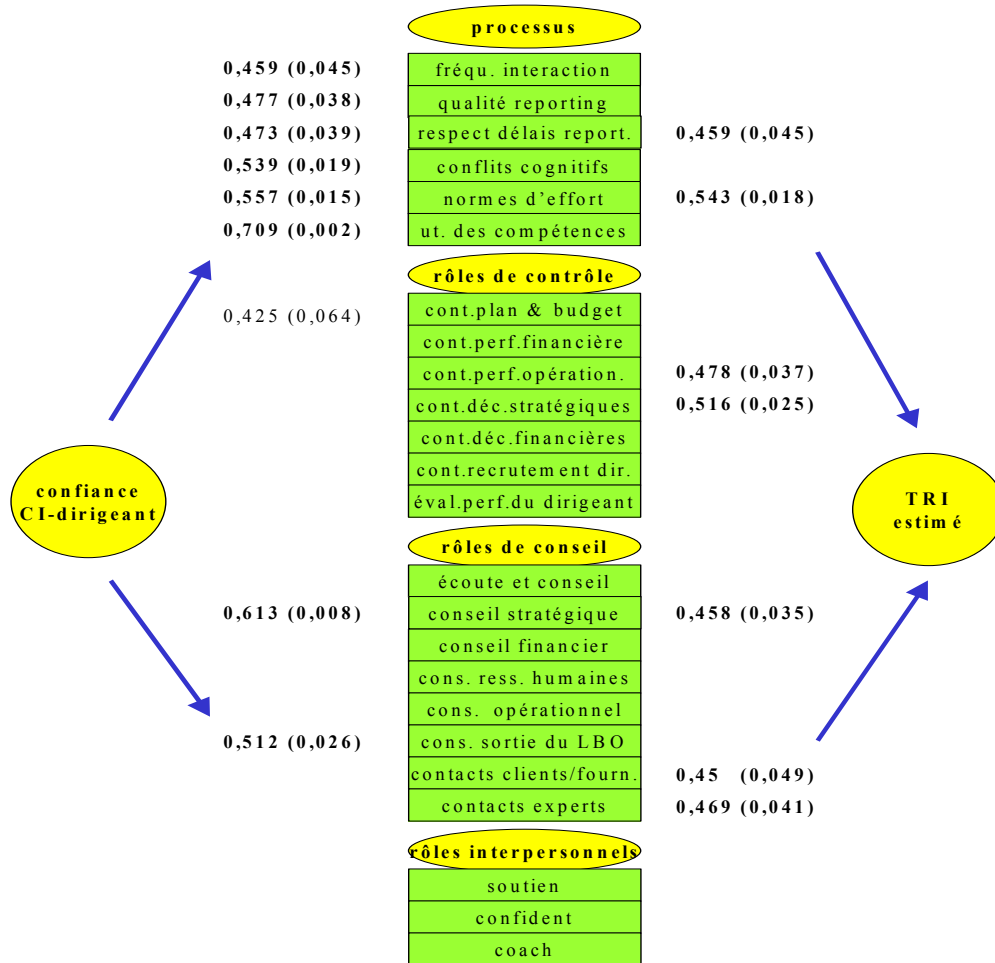 processus
0,459 (0,045) fréqu. interaction
0,477 (0,038) qualité reporting
0,473 (0,039) respect délais report. 0,459 (0,045)
0,539 (0,019) conflits cognitifs
0,557 (0,015) normes d'effort 0,543 (0,018)
0,709 (0,002) ut. des compétences
rôles de contrôle
0,425 (0,064) cont.plan & budget
cont.perf.financière
cont.perf.opération. 0,478 (0,037)
cont.déc.stratégiques 0,516 (0,025)
cont.déc.financières
cont.recrutement dir.
éval.perf.du dirigeant
confiance
CI-dirigeant
TRI
estimé
rôles de conseil
écoute et conseil
0,613 (0,008) conseil stratégique 0,458 (0,035)
conseil financier
cons. ress. humaines
cons. opérationnel
0,512 (0,026) cons. sortie du LBO
contacts clients/fourn. 0,45 (0,049)
contacts experts 0,469 (0,041)
rôles interpersonnels
soutien
confident
coach